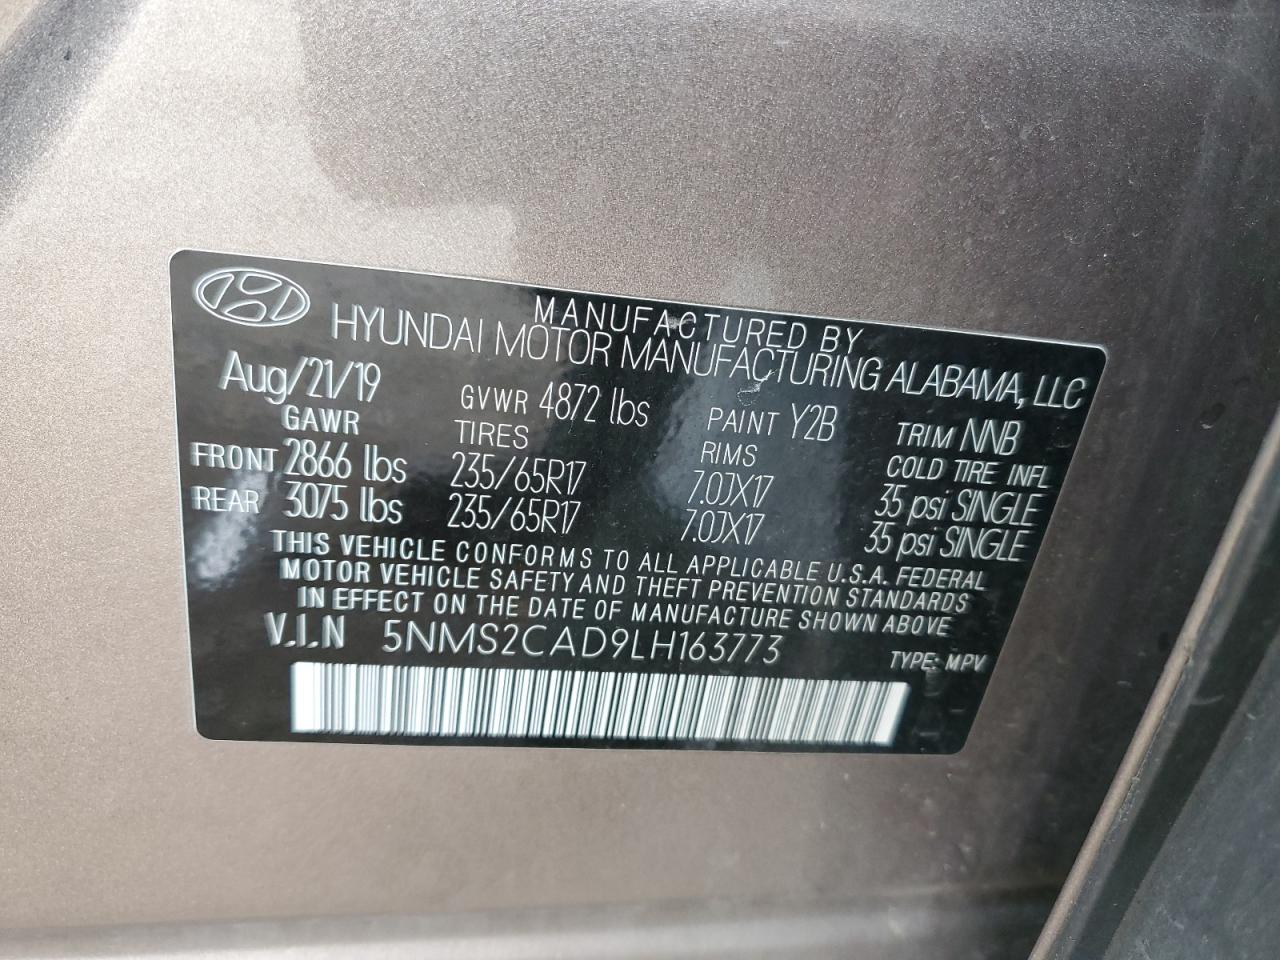 MANUFACTURED BY
HYUNDAI MOTOR MANUFACTURING ALABAMA, LLC
Aug/21/19 GVWR 4872 lbs PAINT Y2B TRIM NNB
GAWR TIRES RIMS COLD TIRE INFL
FRONT 2866 lbs 235/65R17 7.0JX17 35 psi SINGLE
REAR 3075 lbs 235/65R17 7.0JX17 35 psi SINGLE
THIS VEHICLE CONFORMS TO ALL APPLICABLE U.S.A. FEDERAL
MOTOR VEHICLE SAFETY AND THEFT PREVENTION STANDARDS
IN EFFECT ON THE DATE OF MANUFACTURE SHOWN ABOVE
V.I.N 5NMS2CAD9LH163773 TYPE: MPV